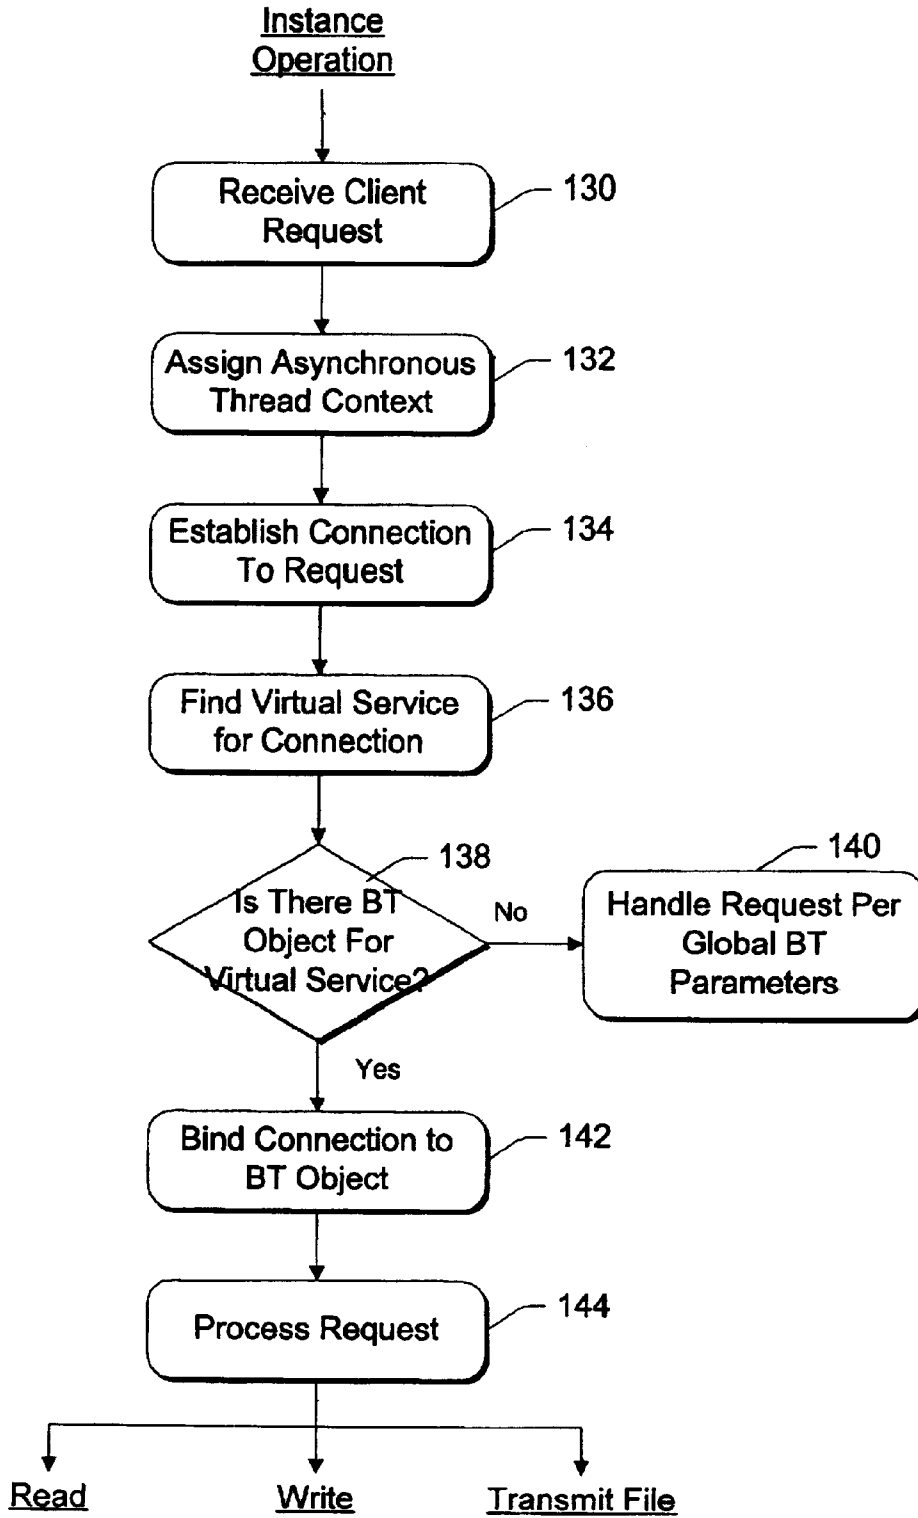 Instance
Operation
Receive Client
Request
130
Assign Asynchronous
Thread Context
132
Establish Connection
To Request
134
Find Virtual Service
for Connection
136
138
Is There BT
Object For
Virtual Service?
No
140
Handle Request Per
Global BT
Parameters
Yes
Bind Connection to
BT Object
142
Process Request
144
Read
Write
Transmit File